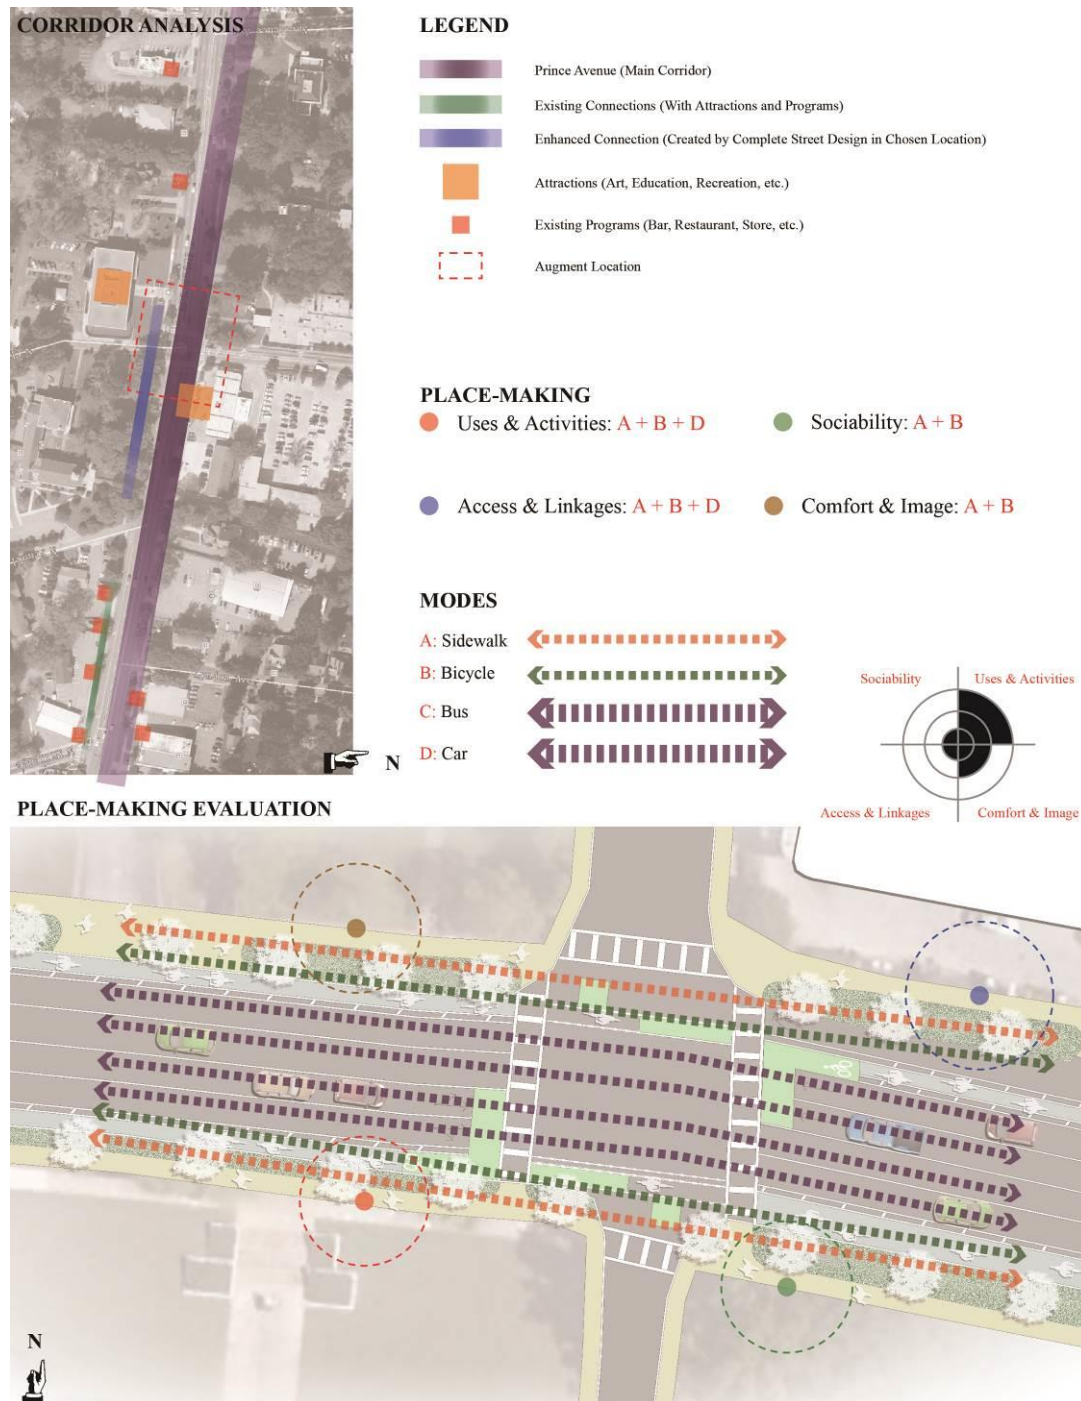 CORRIDOR ANALYSIS
LEGEND
Prince Avenue (Main Corridor)
Existing Connections (With Attractions and Programs)
Enhanced Connection (Created by Complete Street Design in Chosen Location)
Attractions (Art, Education, Recreation, etc.)
Existing Programs (Bar, Restaurant, Store, etc.)
Augment Location
PLACE-MAKING
Uses & Activities: A + B + D
Sociability: A + B
Access & Linkages: A + B + D
Comfort & Image: A + B
MODES
A: Sidewalk
B: Bicycle
C: Bus
D: Car
Sociability
Uses & Activities
Access & Linkages
Comfort & Image
N
PLACE-MAKING EVALUATION
N